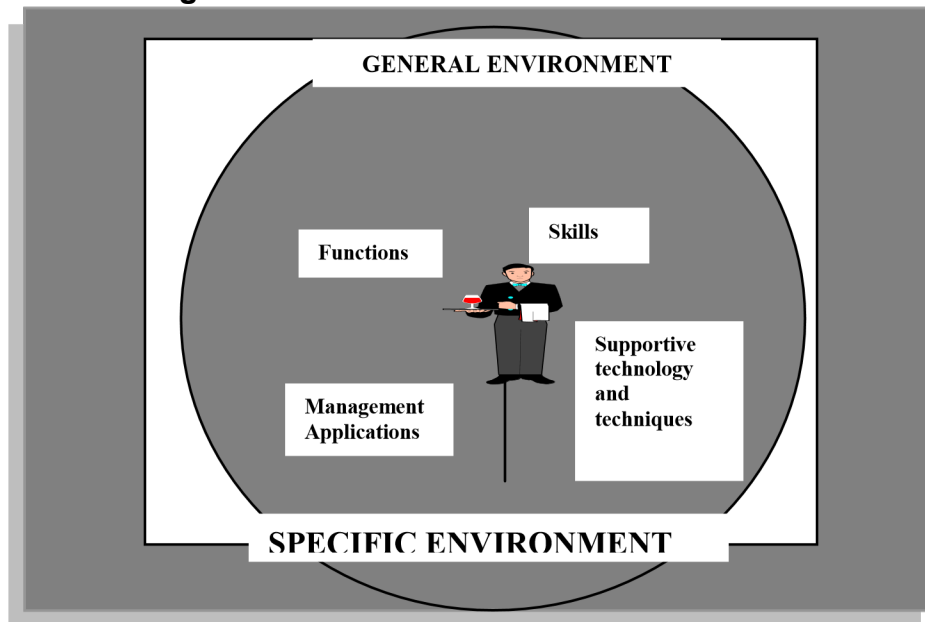 GENERAL ENVIRONMENT
Skills
Functions
Supportive
technology
and
techniques
Management
Applications
SPECIFIC ENVIRONMENT